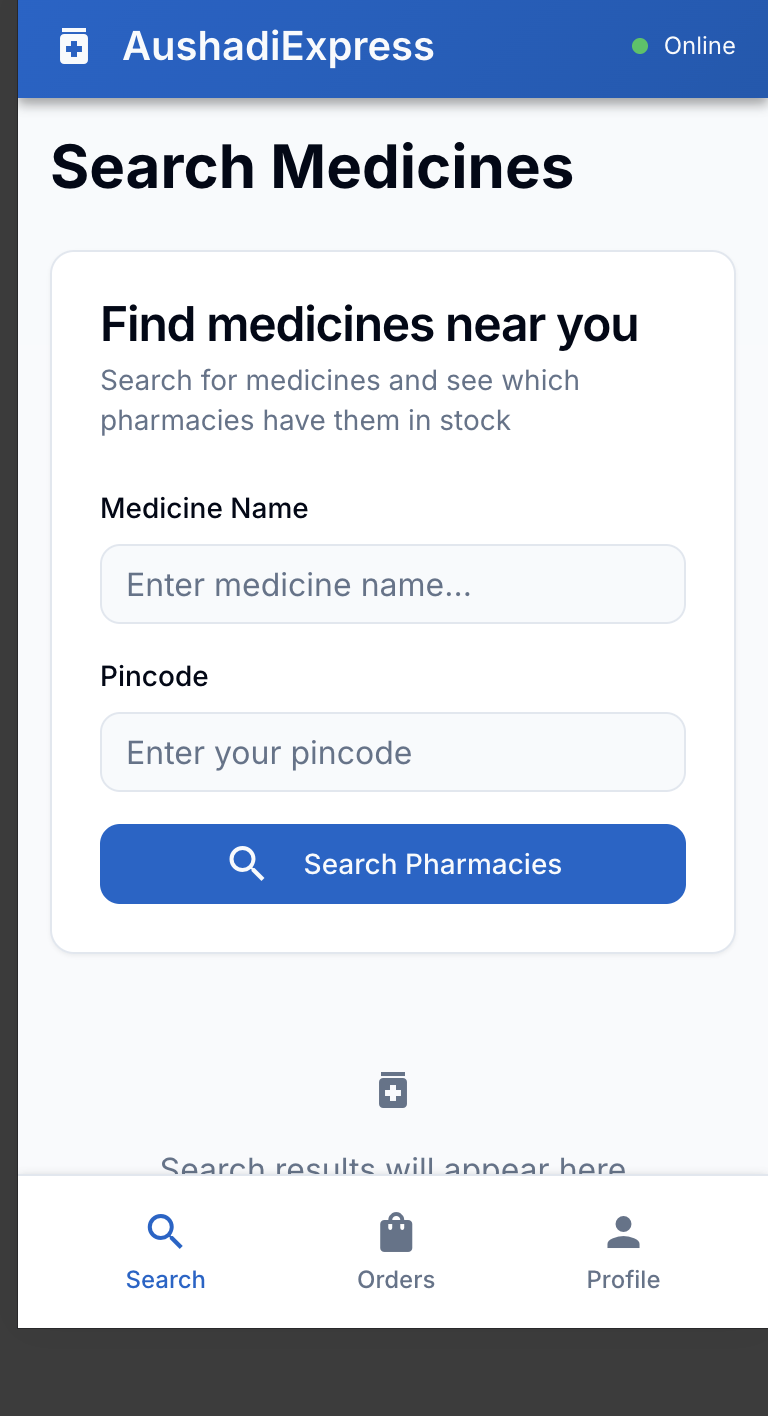 AushadiExpress
Online
Search Medicines
Find medicines near you
Search for medicines and see which
pharmacies have them in stock
Medicine Name
Enter medicine name...
Pincode
Enter your pincode
Search Pharmacies
Search results will appear here
Search
Orders
Profile